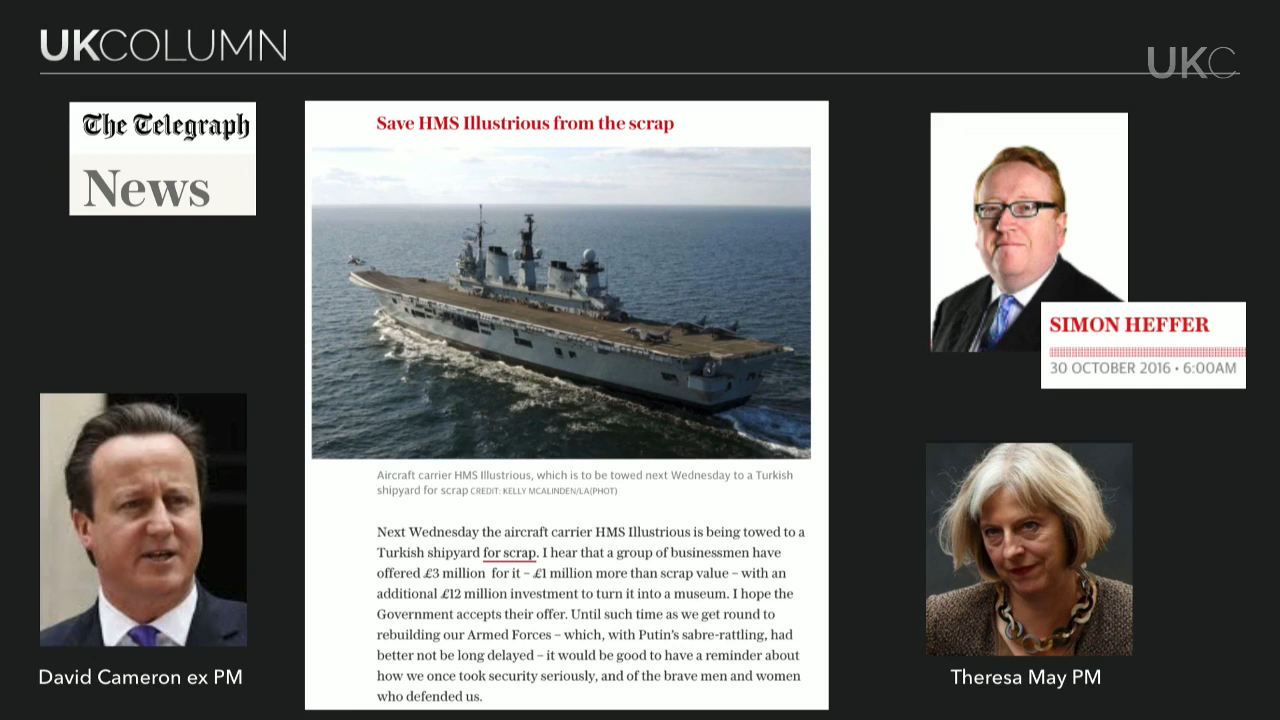 UKCOLUMN
UKC
The Telegraph
News
Save HMS Illustrious from the scrap
Aircraft carrier HMS Illustrious, which is to be towed next Wednesday to a Turkish
shipyard for scrap CREDIT: KELLY MCALINDEN/LA(PHOT)
Next Wednesday the aircraft carrier HMS Illustrious is being towed to a
Turkish shipyard for scrap. I hear that a group of businessmen have
offered £3 million for it – £1 million more than scrap value – with an
additional £12 million investment to turn it into a museum. I hope the
Government accepts their offer. Until such time as we get round to
rebuilding our Armed Forces – which, with Putin's sabre-rattling, had
better not be long delayed – it would be good to have a reminder about
how we once took security seriously, and of the brave men and women
who defended us.
SIMON HEFFER
30 OCTOBER 2016 • 6:00AM
David Cameron ex PM
Theresa May PM